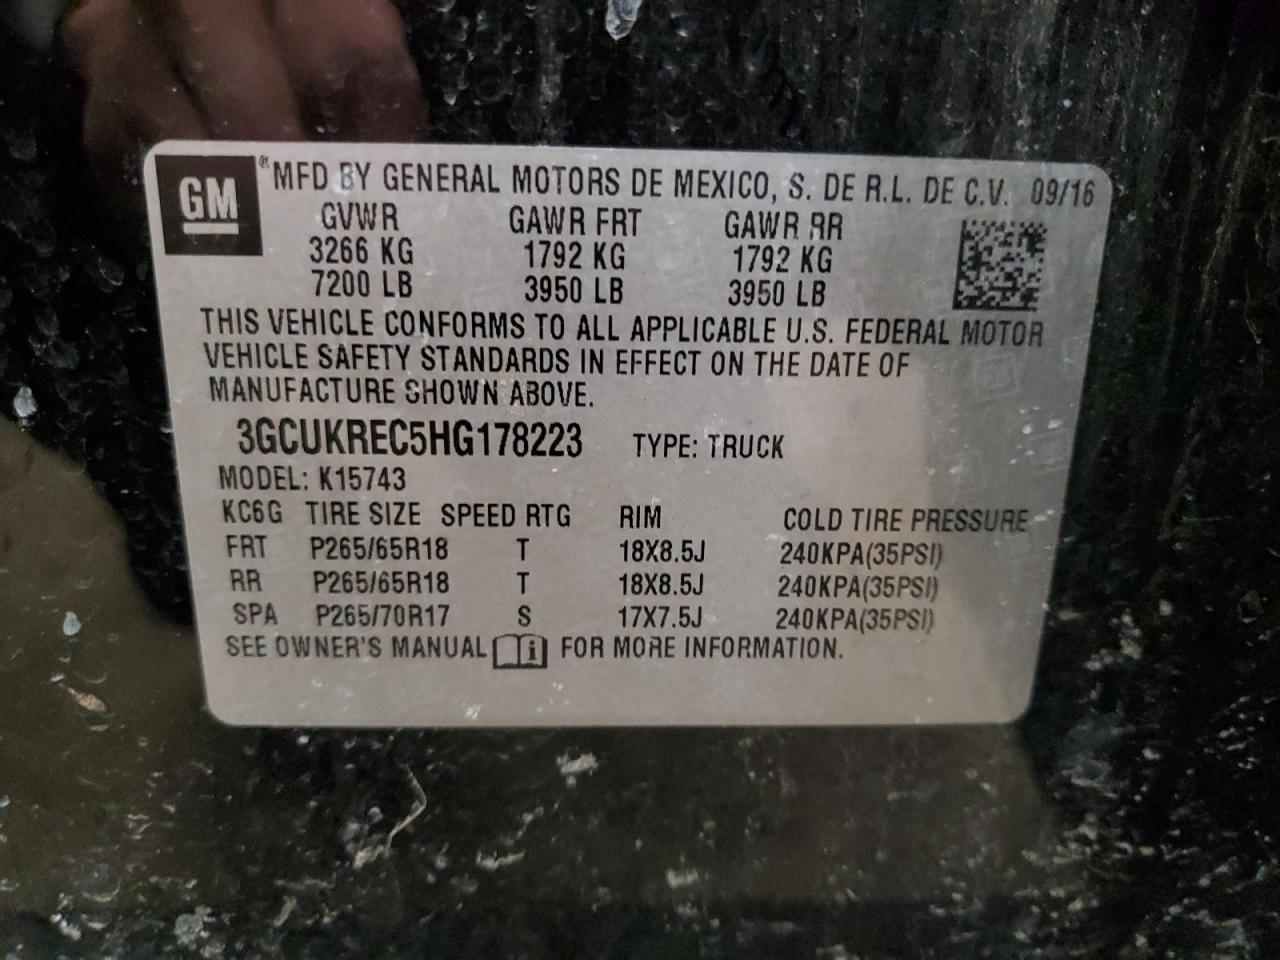 GM ® MFD BY GENERAL MOTORS DE MEXICO, S. DE R.L. DE C.V. 09/16
GVWR GAWR FRT GAWR RR
3266 KG 1792 KG 1792 KG
7200 LB 3950 LB 3950 LB
THIS VEHICLE CONFORMS TO ALL APPLICABLE U.S. FEDERAL MOTOR
VEHICLE SAFETY STANDARDS IN EFFECT ON THE DATE OF
MANUFACTURE SHOWN ABOVE.
3GCUKREC5HG178223 TYPE: TRUCK
MODEL: K15743
KC6G TIRE SIZE SPEED RTG RIM COLD TIRE PRESSURE
FRT P265/65R18 T 18X8.5J 240KPA(35PSI)
RR P265/65R18 T 18X8.5J 240KPA(35PSI)
SPA P265/70R17 S 17X7.5J 240KPA(35PSI)
SEE OWNER'S MANUAL i FOR MORE INFORMATION.